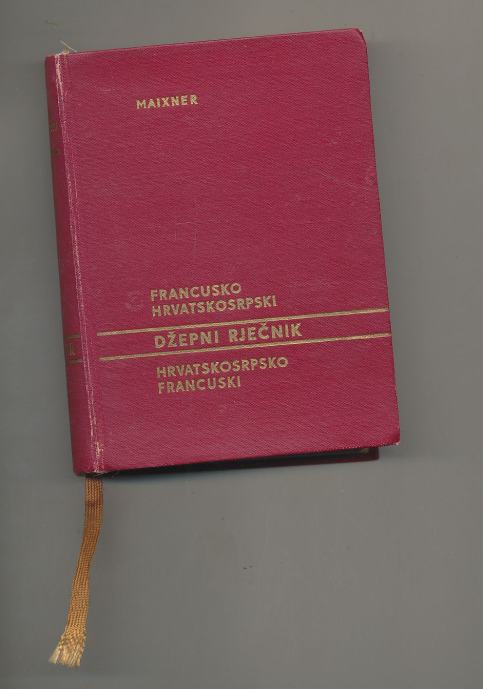 MAIXNER
FRANCUSKO
HRVATSKOSRPSKI
DŽEPNI RJEČNIK
HRVATSKOSRPSKO
FRANCUSKI